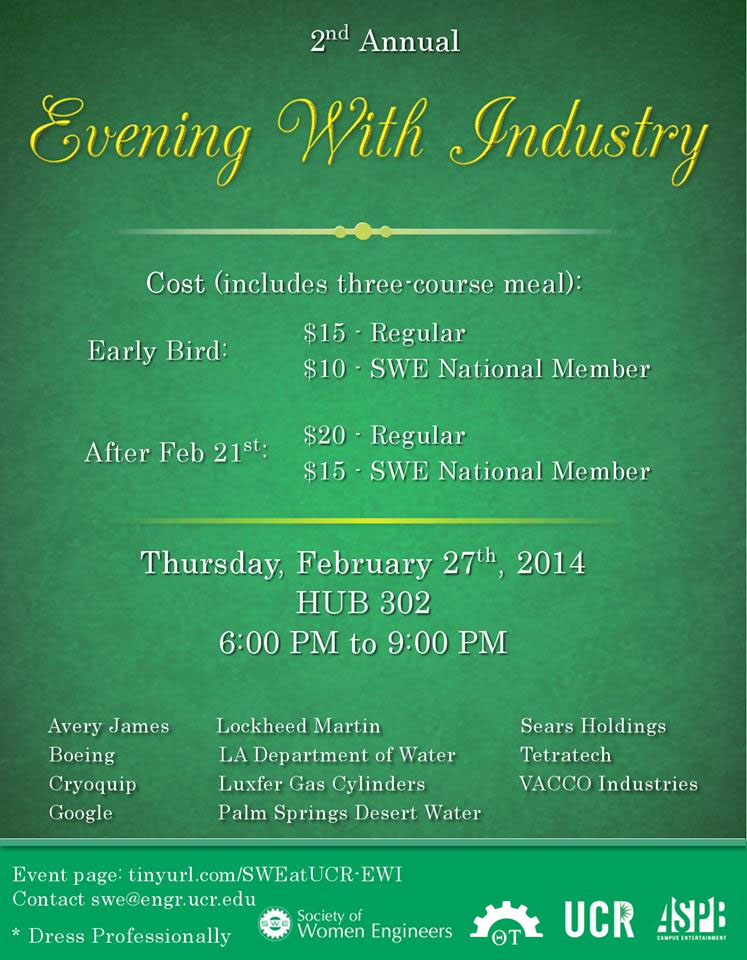 2nd Annual
Evening With Industry
Cost (includes three-course meal):
Early Bird:
$15 - Regular
$10 - SWE National Member
After Feb 21st:
$20 - Regular
$15 - SWE National Member
Thursday, February 27th, 2014
HUB 302
6:00 PM to 9:00 PM
Avery James
Boeing
Cryoquip
Google
Lockheed Martin
LA Department of Water
Luxfer Gas Cylinders
Palm Springs Desert Water
Sears Holdings
Tetratech
VACCO Industries
Event page: tinyurl.com/SWEatUCR-EWI
Contact swe@engr.ucr.edu
* Dress Professionally
SWE
Society of
Women Engineers
ΘΤ
UCR
ASPB
CAMPUS ENTERTAINMENT